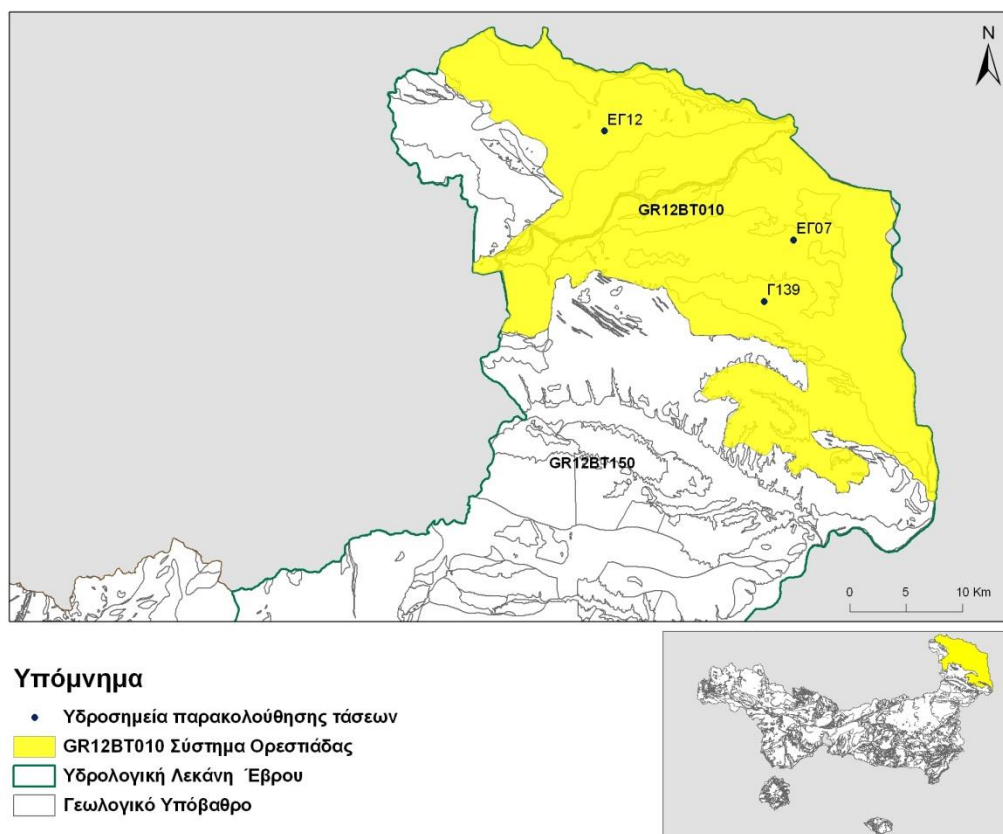 N
ΕΓ12
GR12BT010
ΕΓ07
Γ139
GR12BT150
0 5 10 Km
Υπόμνημα
Υδροσημεία παρακολούθησης τάσεων
GR12BT010 Σύστημα Ορεστιάδας
Υδρολογική Λεκάνη Έβρου
Γεωλογικό Υπόβαθρο